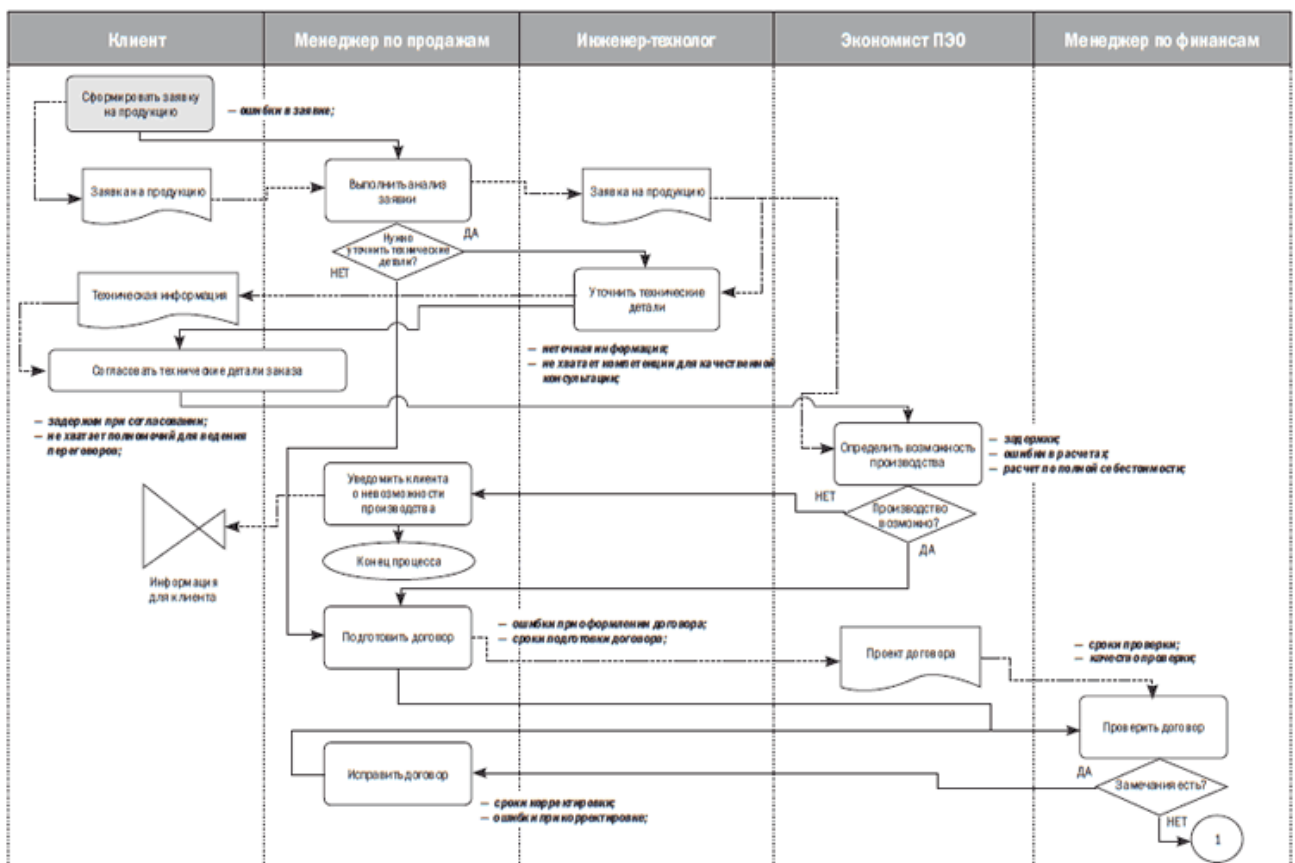 Клиент
Менеджер по продажам
Инженер-технолог
Экономист ПЭО
Менеджер по финансам
Сформировать заявку
на продукцию
— ошибки в заявке;
Заявка на продукцию
Выполнить анализ
заявки
Заявка на продукцию
Нужно
уточнить технические
детали?
ДА
НЕТ
Техническая информация
Уточнить технические
детали
— неточная информация;
— не хватает компетенции для качественной
консультации;
Согласовать технические детали заказа
— задержки при согласовании;
— не хватает полномочий для ведения
переговоров;
Определить возможность
производства
— задержки;
— ошибки в расчетах;
— расчет по полной себестоимости;
Уведомить клиента
о невозможности
производства
НЕТ
Производство
возможно?
ДА
Конец процесса
Информация
для клиента
Подготовить договор
— ошибки при оформлении договора;
— сроки подготовки договора;
Проект договора
— сроки проверки;
— качество проверки;
Проверить договор
Исправить договор
ДА
Замечания есть?
— сроки корректировки;
— ошибки при корректировке;
НЕТ
1